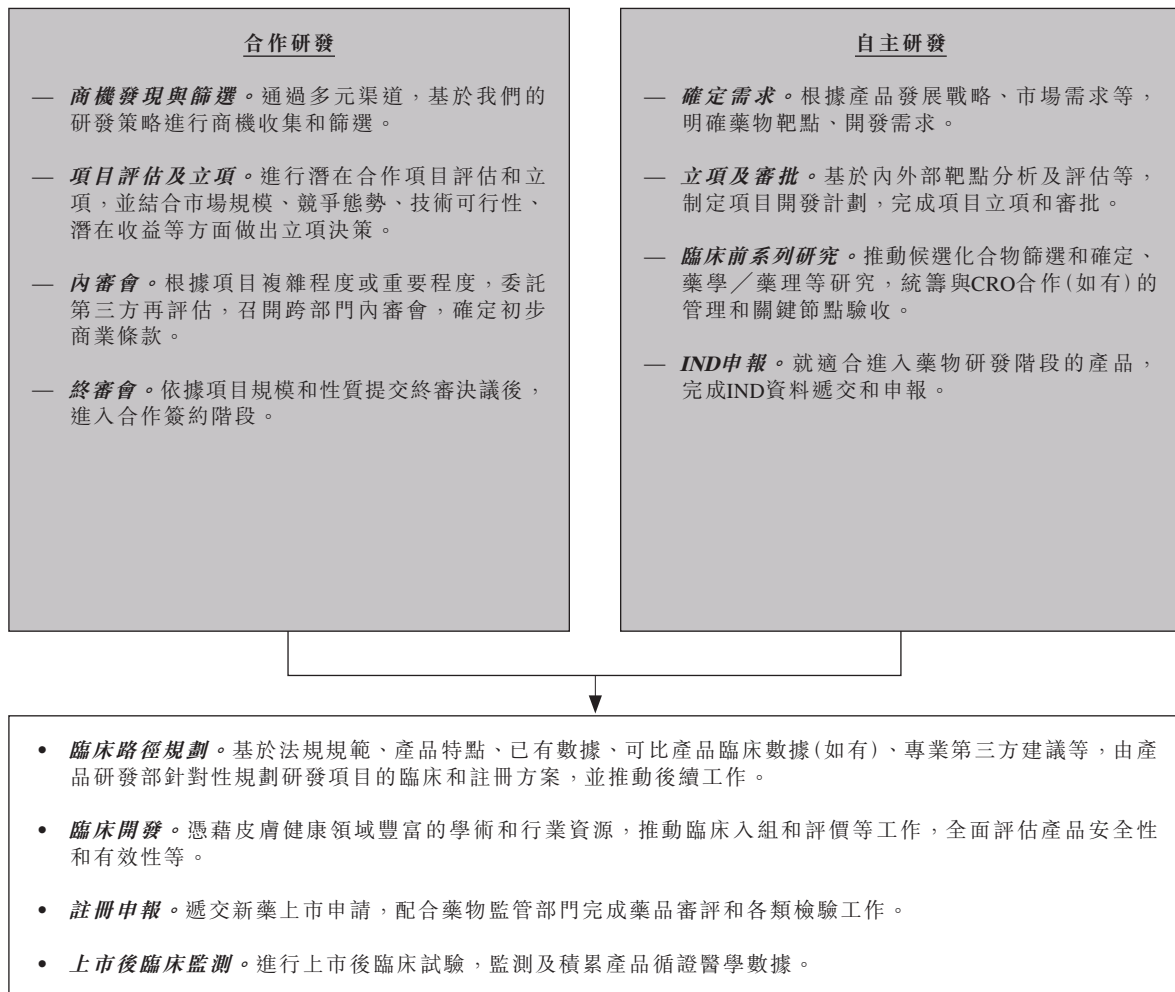 合作研發
— 商機發現與篩選。通過多元渠道，基於我們的
研發策略進行商機收集和篩選。
— 項目評估及立項。進行潛在合作項目評估和立
項，並結合市場規模、競爭態勢、技術可行性、
潛在收益等方面做出立項決策。
— 內審會。根據項目複雜程度或重要程度，委託
第三方再評估，召開跨部門內審會，確定初步
商業條款。
— 終審會。依據項目規模和性質提交終審決議後，
進入合作簽約階段。
自主研發
— 確定需求。根據產品發展戰略、市場需求等，
明確藥物靶點、開發需求。
— 立項及審批。基於內外部靶點分析及評估等，
制定項目開發計劃，完成項目立項和審批。
— 臨床前系列研究。推動候選化合物篩選和確定、
藥學／藥理等研究，統籌與CRO合作（如有）的
管理和關鍵節點驗收。
— IND申報。就適合進入藥物研發階段的產品，
完成IND資料遞交和申報。
• 臨床路徑規劃。基於法規規範、產品特點、已有數據、可比產品臨床數據（如有）、專業第三方建議等，由產
品研發部針對性規劃研發項目的臨床和註冊方案，並推動後續工作。
• 臨床開發。憑藉皮膚健康領域豐富的學術和行業資源，推動臨床入組和評價等工作，全面評估產品安全性
和有效性等。
• 註冊申報。遞交新藥上市申請，配合藥物監管部門完成藥品審評和各類檢驗工作。
• 上市後臨床監測。進行上市後臨床試驗，監測及積累產品循證醫學數據。